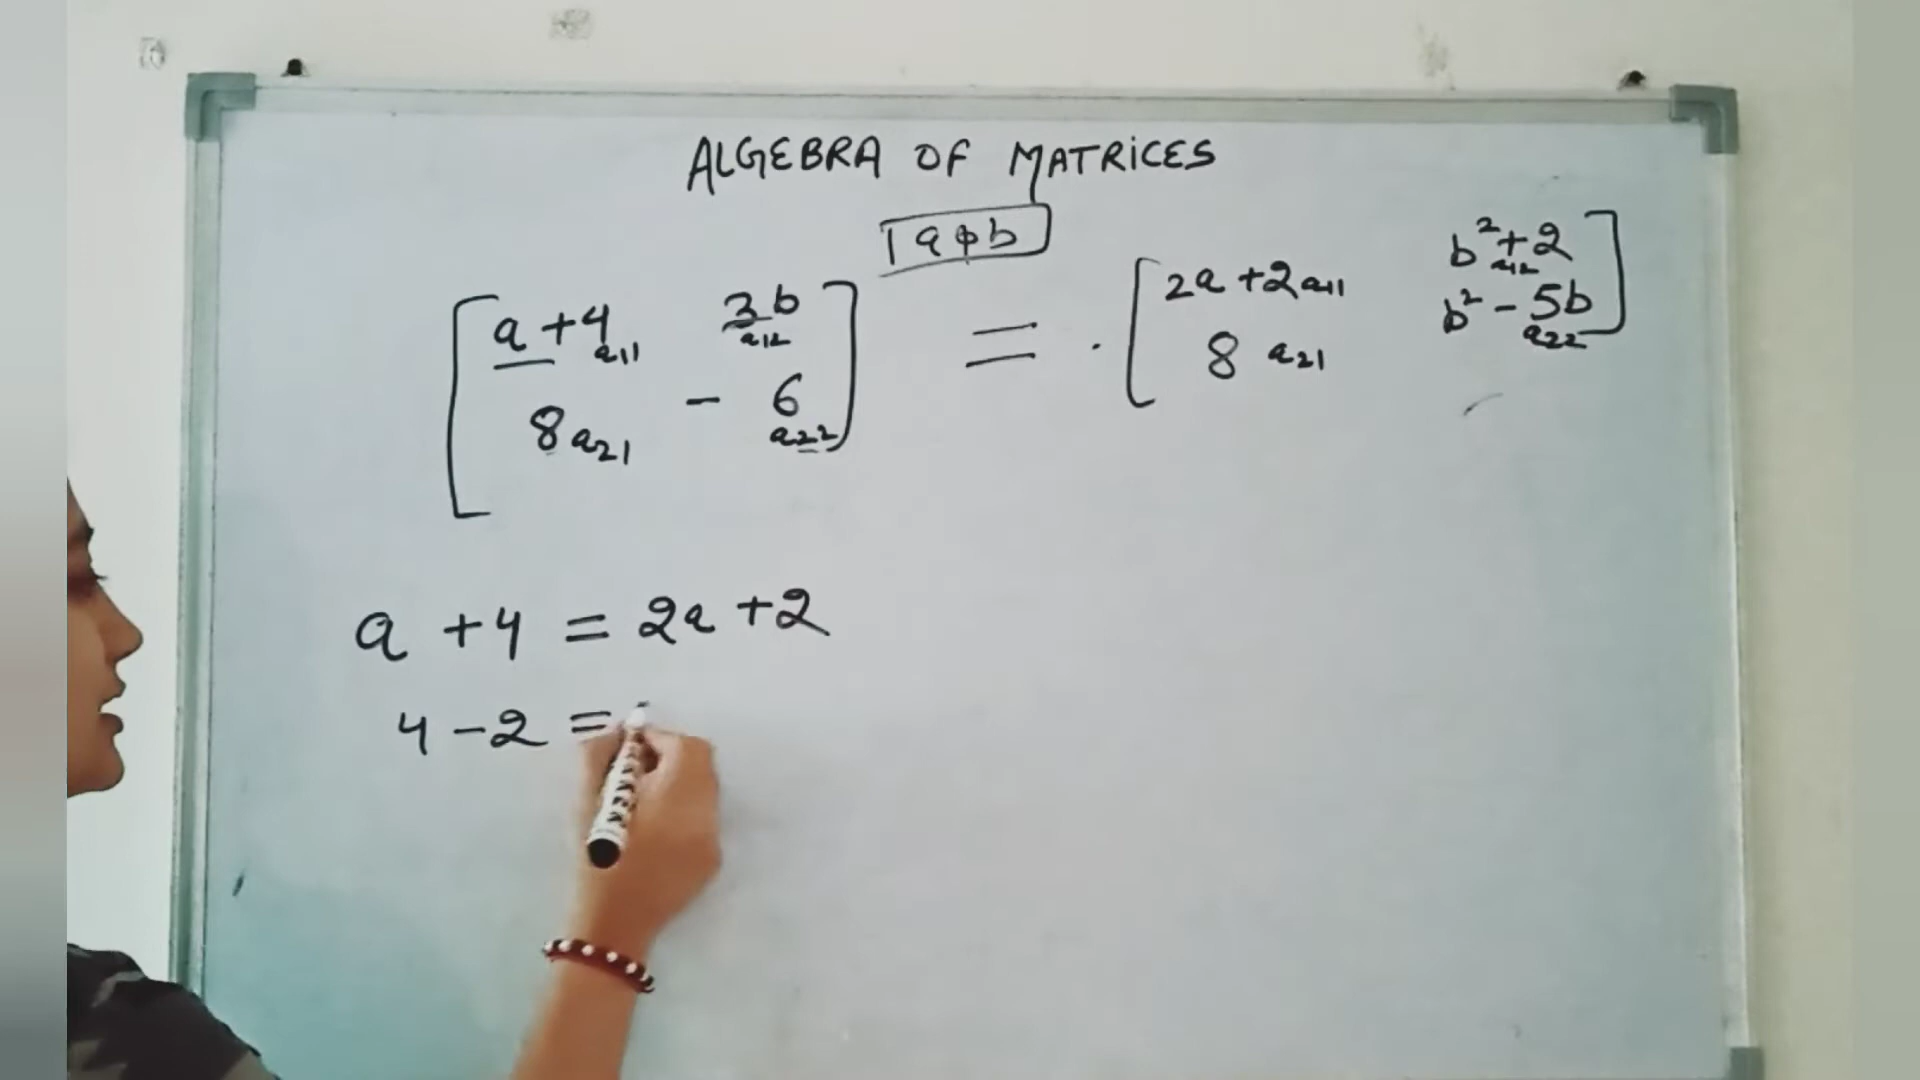 ALGEBRA OF MATRICES
a & b
[ a + 4 a11 3b a12 ] = [ 2a + 2 a11 b² + 2 a12 ]
[ 8 a21 - 6 a22 ] [ 8 a21 b² - 5b a22 ]
a + 4 = 2a + 2
4 - 2 =